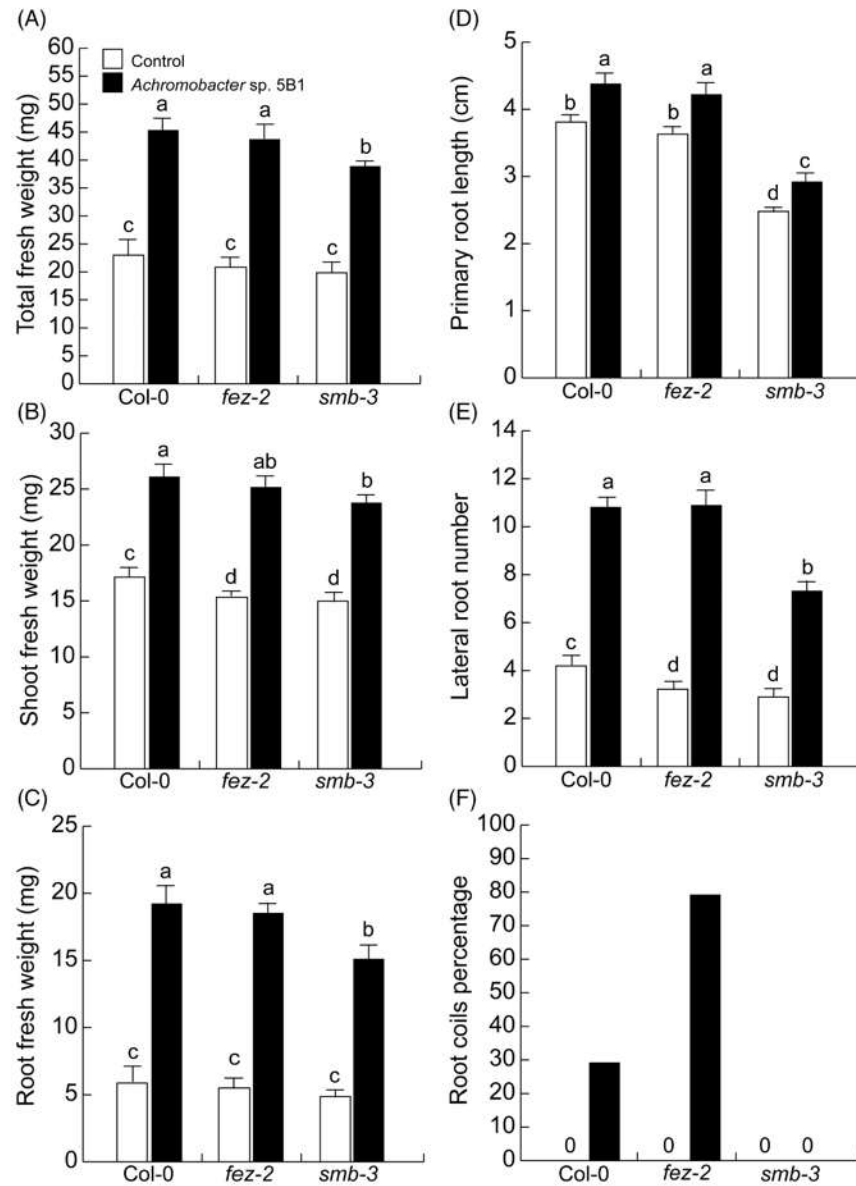 (A)
Total fresh weight (mg)
60
55
50
45
40
35
30
25
20
15
10
5
0
Control
Achromobacter sp. 5B1
c
a
c
a
c
b
Col-0 fez-2 smb-3
(B)
Shoot fresh weight (mg)
30
25
20
15
10
5
0
c
a
d
ab
d
b
Col-0 fez-2 smb-3
(C)
Root fresh weight (mg)
25
20
15
10
5
0
c
a
c
a
c
b
Col-0 fez-2 smb-3
(D)
Primary root length (cm)
5
4
3
2
1
0
b
a
b
a
d
c
Col-0 fez-2 smb-3
(E)
Lateral root number
14
12
10
8
6
4
2
0
c
a
d
a
d
b
Col-0 fez-2 smb-3
(F)
Root coils percentage
100
90
80
70
60
50
40
30
20
10
0
0 0 0 0
Col-0 fez-2 smb-3